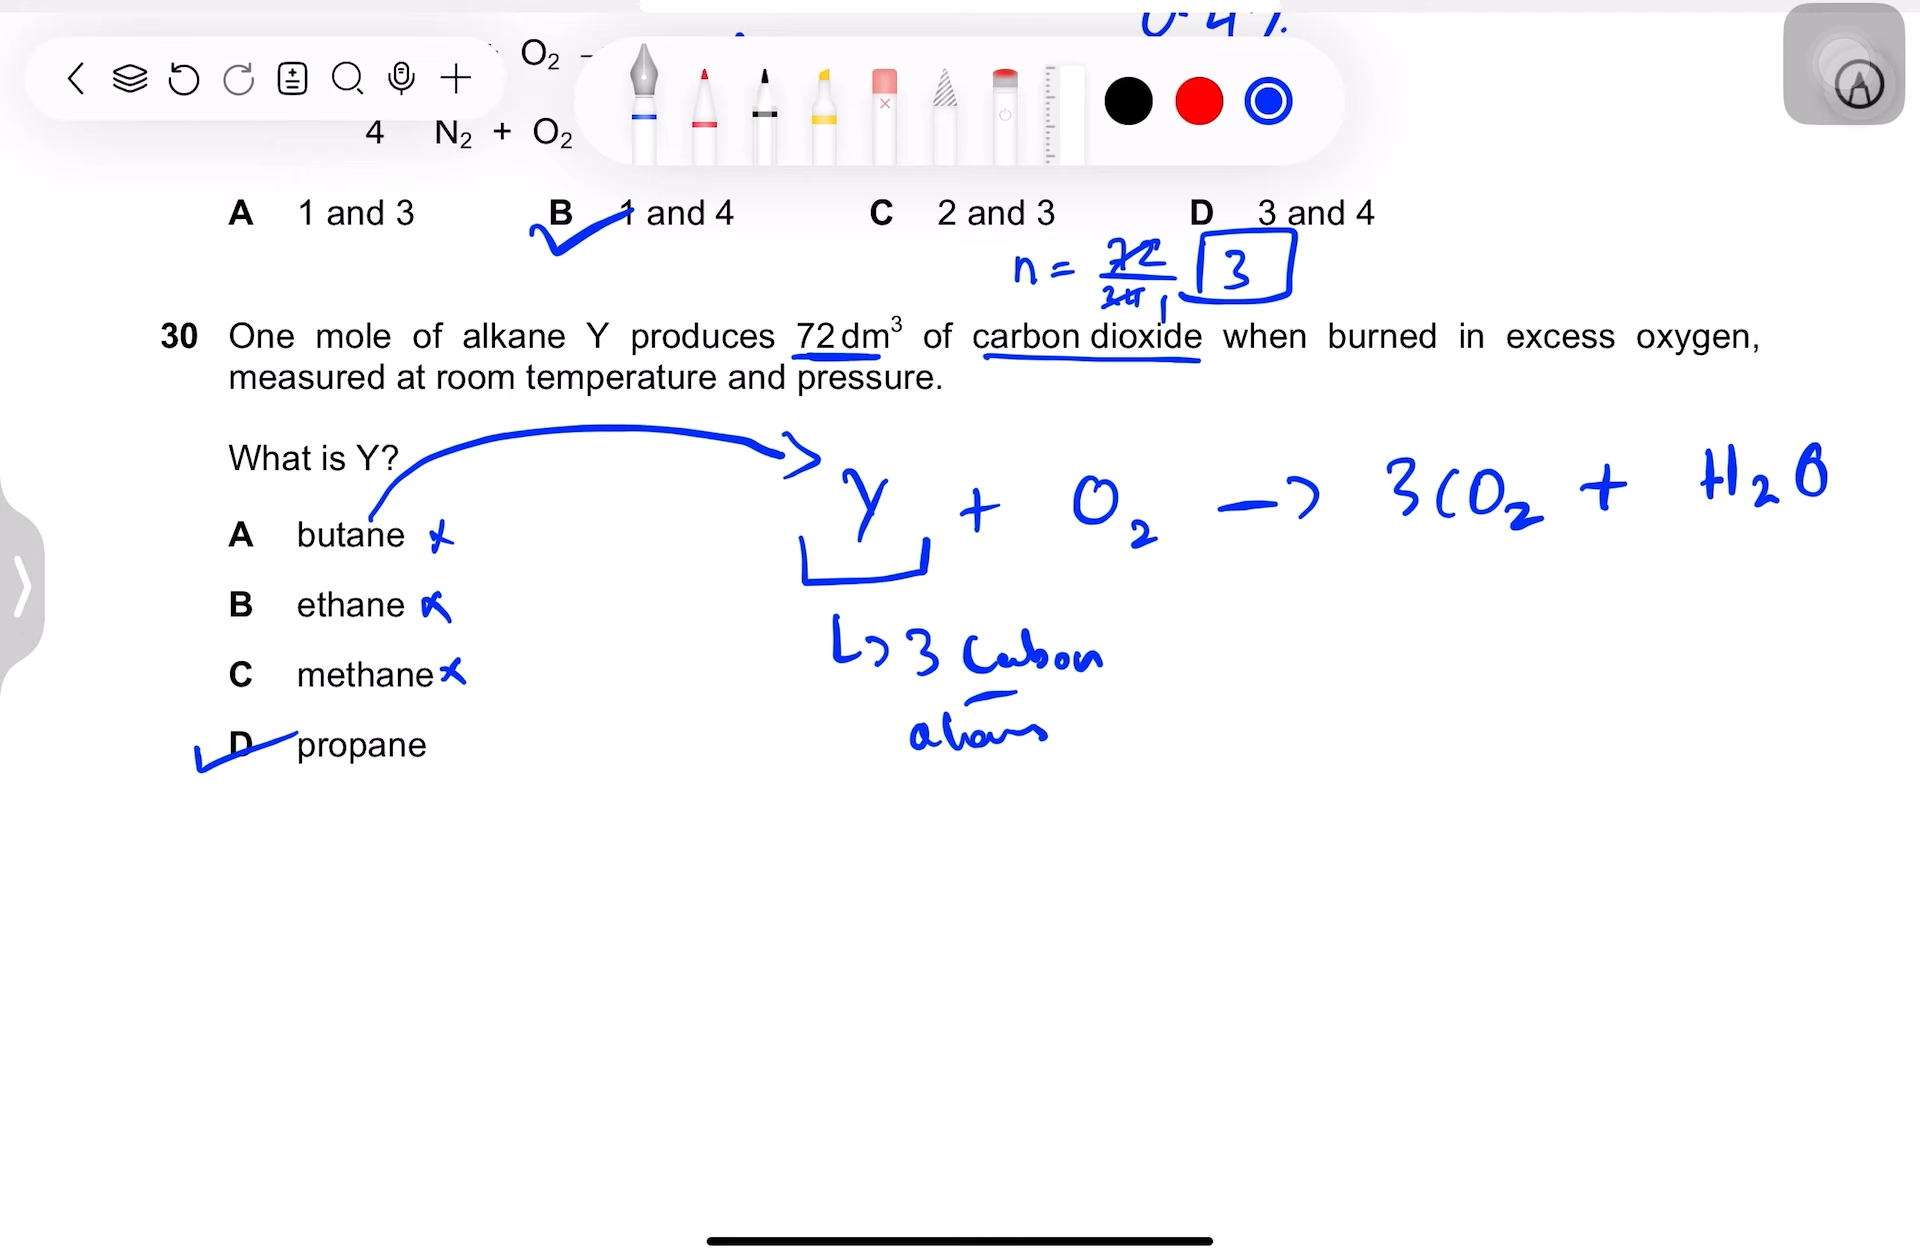 O₂ –
4 N₂ + O₂
A 1 and 3 B 1 and 4 C 2 and 3 D 3 and 4
n = 72/24 1 3
30 One mole of alkane Y produces 72 dm³ of carbon dioxide when burned in excess oxygen,
measured at room temperature and pressure.
What is Y?
Y + O₂ → 3CO₂ + H₂O
A butane x
B ethane x
C methane x
↳ 3 Carbon
atoms
D propane